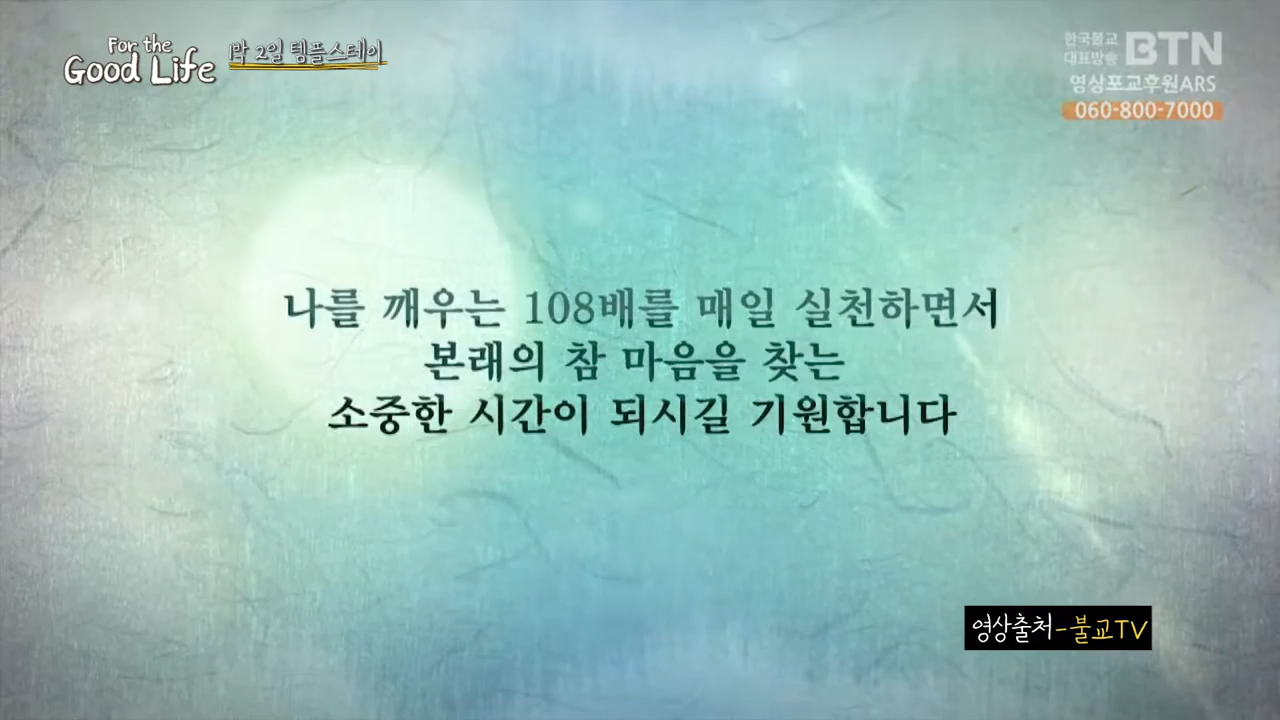 For the
Good Life
1박 2일 템플스테이
한국불교
대표방송
BTN
영상포교후원ARS
060-800-7000
나를 깨우는 108배를 매일 실천하면서
본래의 참 마음을 찾는
소중한 시간이 되시길 기원합니다
영상출처-불교TV